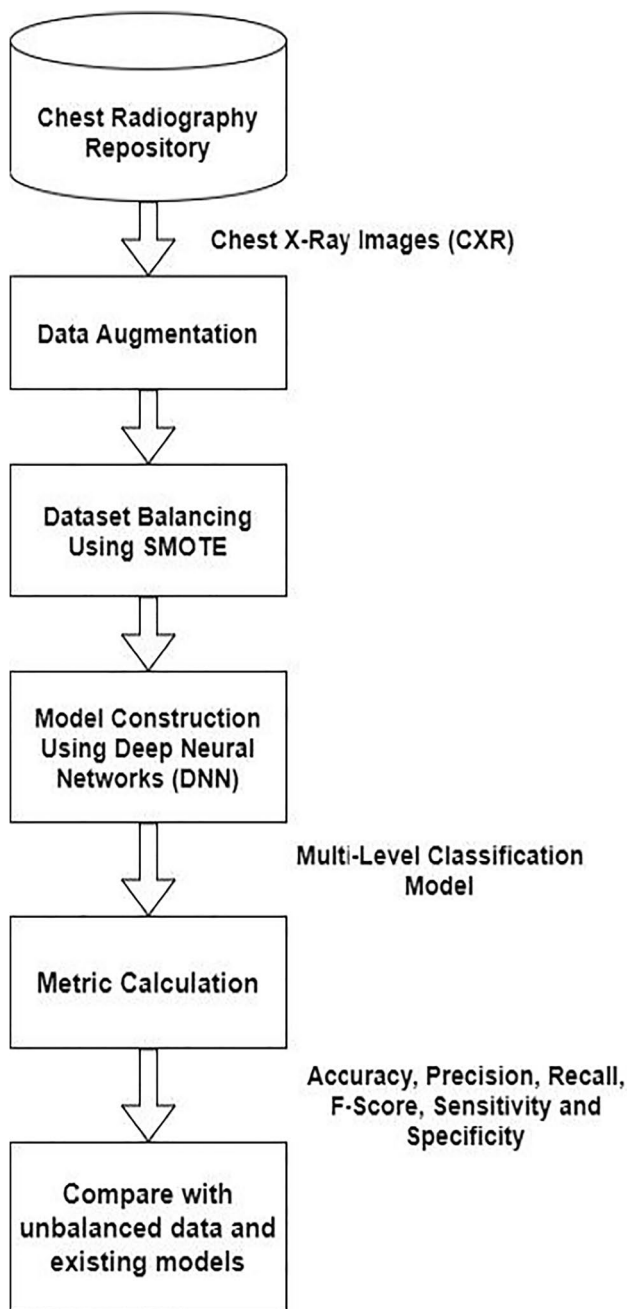 Chest Radiography
Repository
Chest X-Ray Images (CXR)
Data Augmentation
Dataset Balancing
Using SMOTE
Model Construction
Using Deep Neural
Networks (DNN)
Multi-Level Classification
Model
Metric Calculation
Accuracy, Precision, Recall,
F-Score, Sensitivity and
Specificity
Compare with
unbalanced data and
existing models